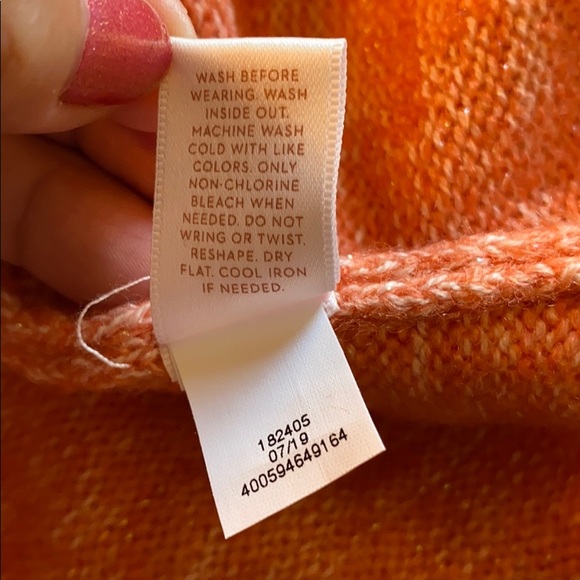 WASH BEFORE
WEARING. WASH
INSIDE OUT.
MACHINE WASH
COLD WITH LIKE
COLORS. ONLY
NON-CHLORINE
BLEACH WHEN
NEEDED. DO NOT
WRING OR TWIST.
RESHAPE. DRY
FLAT. COOL IRON
IF NEEDED.
182405
07/19
400594649164